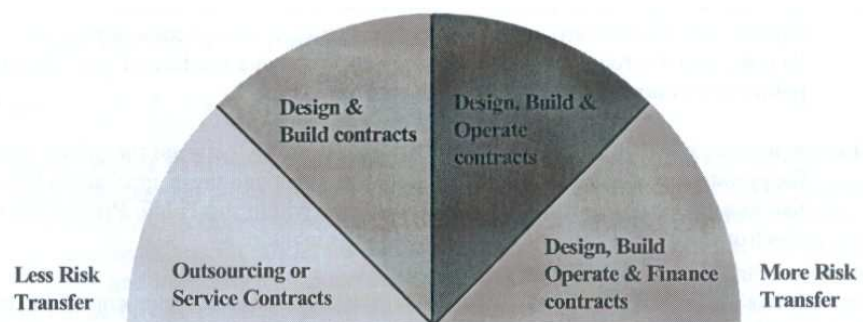 Design &
Build contracts
Design, Build &
Operate
contracts
Less Risk
Transfer
Outsourcing or
Service Contracts
Design, Build
Operate & Finance
contracts
More Risk
Transfer